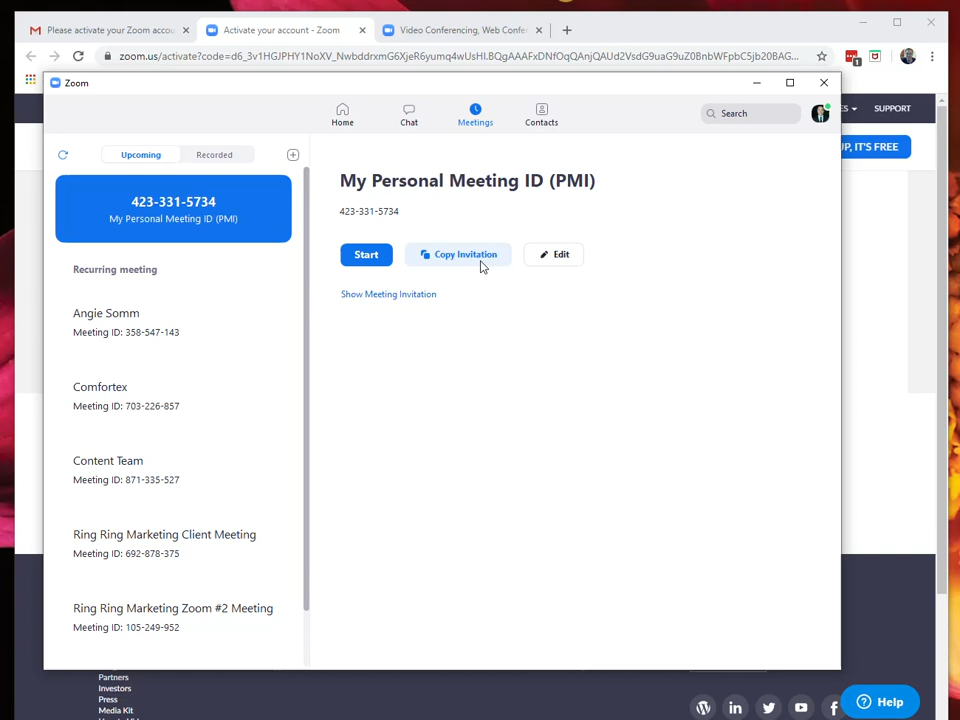 Please activate your Zoom accou
Activate your account - Zoom
Video Conferencing, Web Confe
zoom.us/activate?code=d6_3v1HGJPHY1NoXV_NwbddrxmG6XjeR6yumq4wUsHI.BQgAAAFxDNfOqQAnjQAUd2VsdG9uaG9uZ0BnbWFpbC5jb20BAG...
1
Zoom
Home
Chat
Meetings
Contacts
Search
ES
SUPPORT
UP, IT'S FREE
Upcoming
Recorded
423-331-5734
My Personal Meeting ID (PMI)
Recurring meeting
Angie Somm
Meeting ID: 358-547-143
Comfortex
Meeting ID: 703-226-857
Content Team
Meeting ID: 871-335-527
Ring Ring Marketing Client Meeting
Meeting ID: 692-878-375
Ring Ring Marketing Zoom #2 Meeting
Meeting ID: 105-249-952
My Personal Meeting ID (PMI)
423-331-5734
Start
Copy Invitation
Edit
Show Meeting Invitation
Partners
Investors
Press
Media Kit
Help